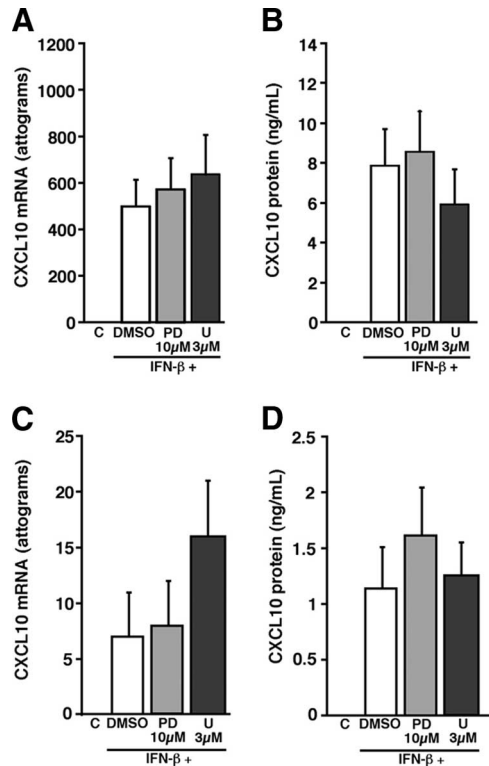 A
CXCL10 mRNA (attograms)
1200
1000
800
600
400
200
0
C DMSO PD U
10µM 3µM
IFN-β +
B
CXCL10 protein (ng/mL)
14
12
10
8
6
4
2
0
C DMSO PD U
10µM 3µM
IFN-β +
C
CXCL10 mRNA (attograms)
25
20
15
10
5
0
C DMSO PD U
10µM 3µM
IFN-β +
D
CXCL10 protein (ng/mL)
2.5
2
1.5
1
0.5
0
C DMSO PD U
10µM 3µM
IFN-β +